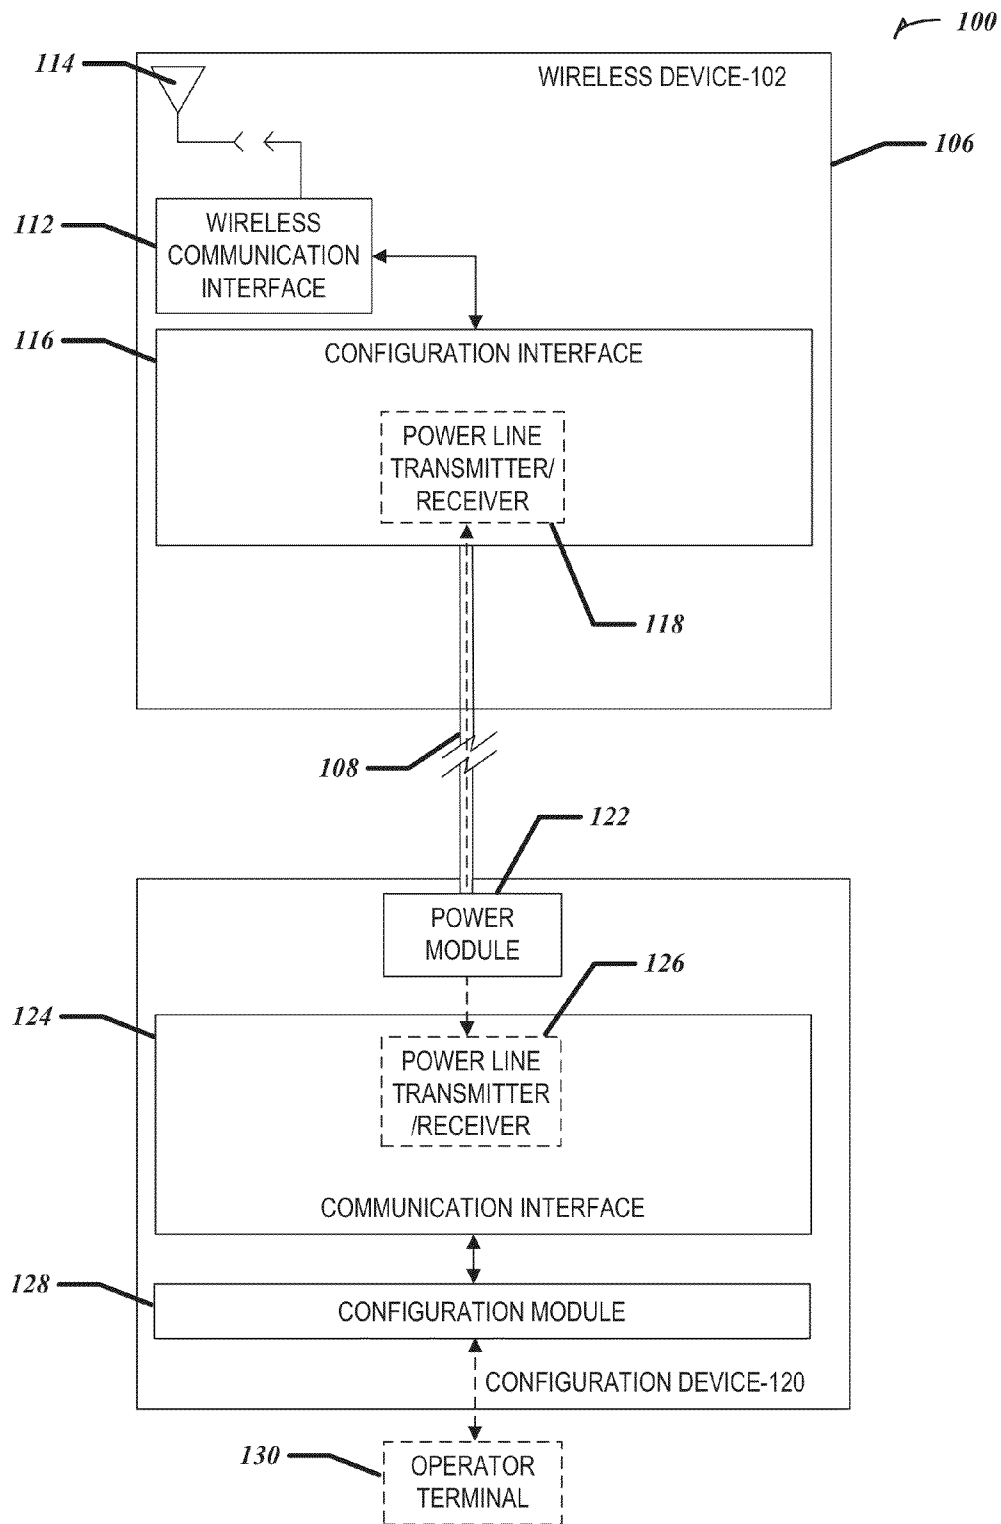 100
114
WIRELESS DEVICE-102
106
112
WIRELESS
COMMUNICATION
INTERFACE
116
CONFIGURATION INTERFACE
POWER LINE
TRANSMITTER/
RECEIVER
118
108
122
POWER
MODULE
126
124
POWER LINE
TRANSMITTER
/RECEIVER
COMMUNICATION INTERFACE
128
CONFIGURATION MODULE
CONFIGURATION DEVICE-120
130
OPERATOR
TERMINAL